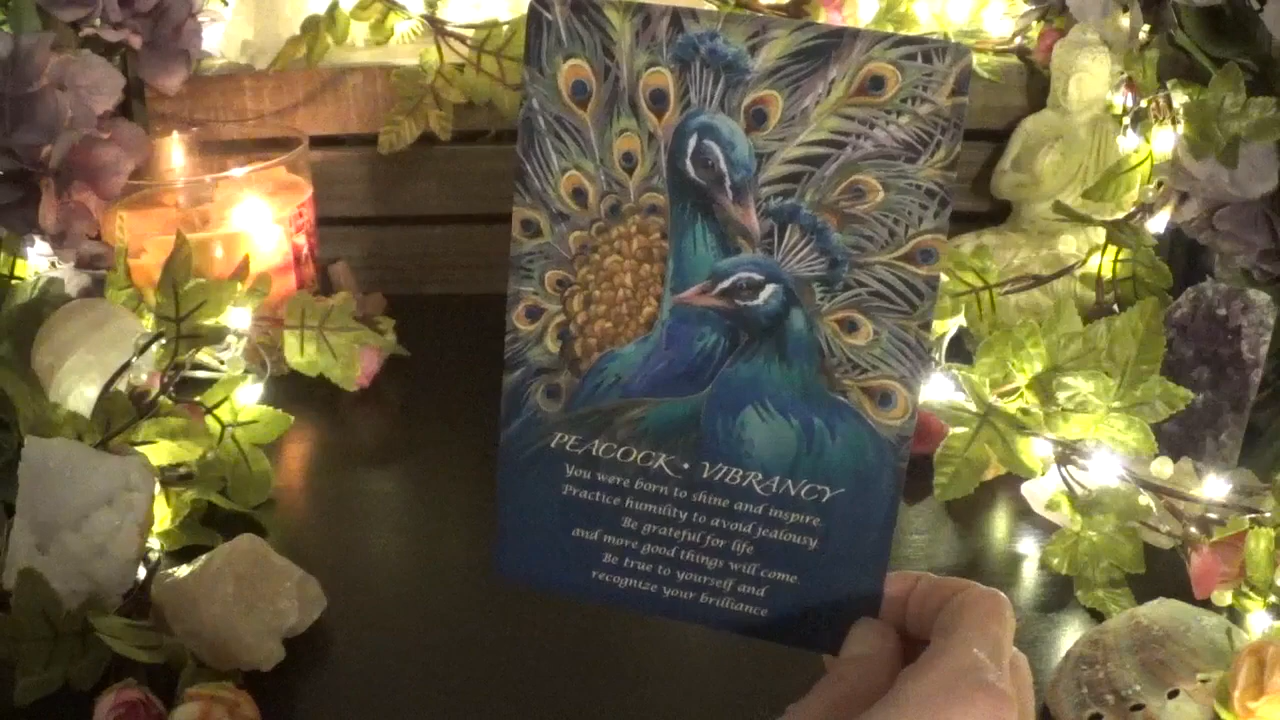 PEACOCK • VIBRANCY
You were born to shine and inspire.
Practice humility to avoid jealousy.
Be grateful for life
and more good things will come.
Be true to yourself and
recognize your brilliance